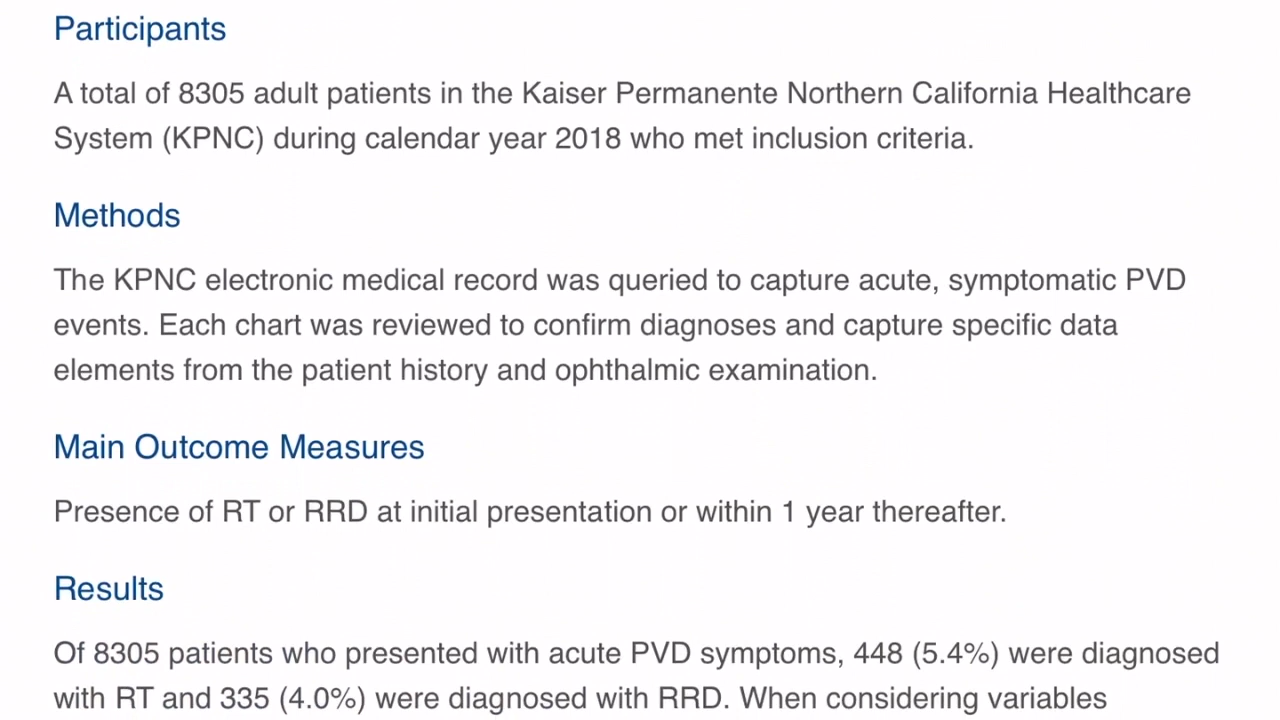 Participants
A total of 8305 adult patients in the Kaiser Permanente Northern California Healthcare
System (KPNC) during calendar year 2018 who met inclusion criteria.
Methods
The KPNC electronic medical record was queried to capture acute, symptomatic PVD
events. Each chart was reviewed to confirm diagnoses and capture specific data
elements from the patient history and ophthalmic examination.
Main Outcome Measures
Presence of RT or RRD at initial presentation or within 1 year thereafter.
Results
Of 8305 patients who presented with acute PVD symptoms, 448 (5.4%) were diagnosed
with RT and 335 (4.0%) were diagnosed with RRD. When considering variables